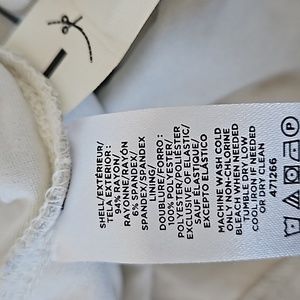 SHELL/EXTÉRIEUR/
TELA EXTERIOR:
94% RAYON/
RAYONNE/RAYÓN
6% SPANDEX/
SPANDEX/SPANDEX
LINING/
DOUBLURE/FORRO:
100% POLYESTER/
POLYESTER/POLIÉSTER
EXCLUSIVE OF ELASTIC/
SAUF ÉLASTIQUE/
EXCEPTO ELÁSTICO
MACHINE WASH COLD
ONLY NON-CHLORINE
BLEACH WHEN NEEDED
TUMBLE DRY LOW
COOL IRON IF NEEDED
OR DRY CLEAN
471266